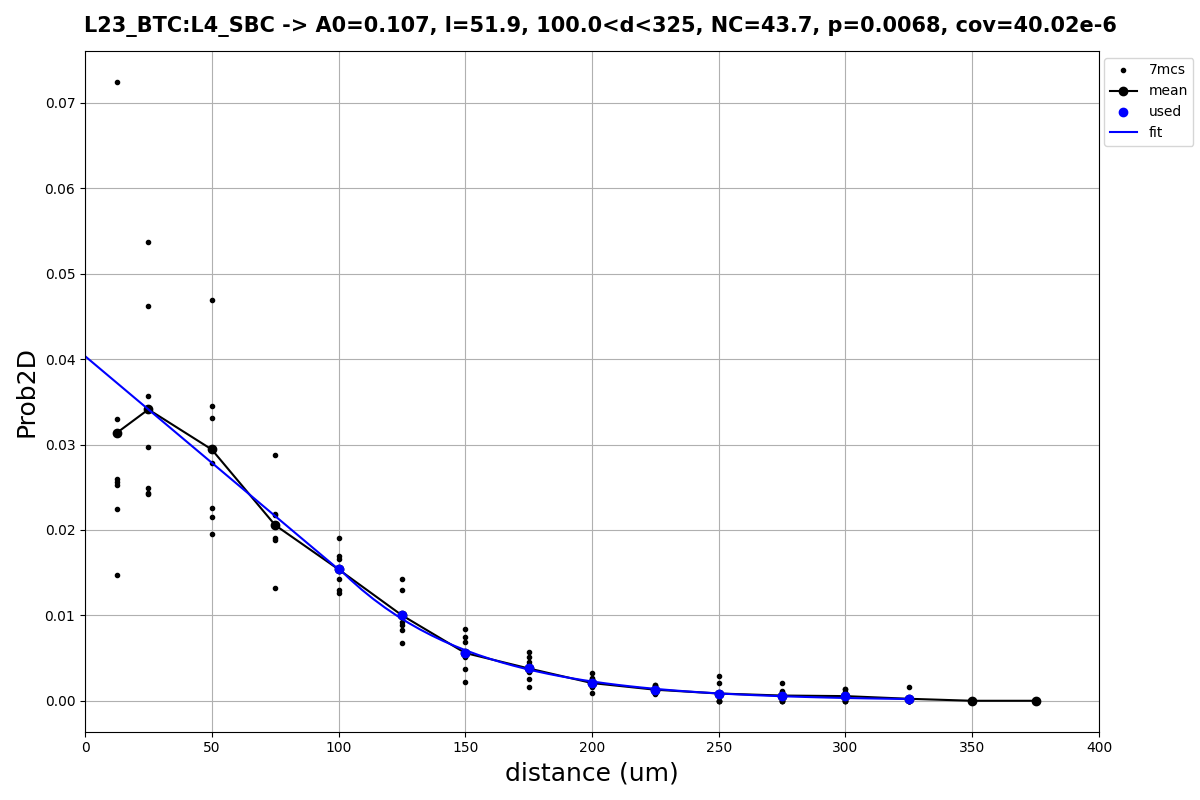 L23_BTC:L4_SBC -> A0=0.107, l=51.9, 100.0<d<325, NC=43.7, p=0.0068, cov=40.02e-6
7mcs
mean
used
fit
0.07
0.06
0.05
0.04
0.03
0.02
0.01
0.00
Prob2D
0 50 100 150 200 250 300 350 400
distance (um)